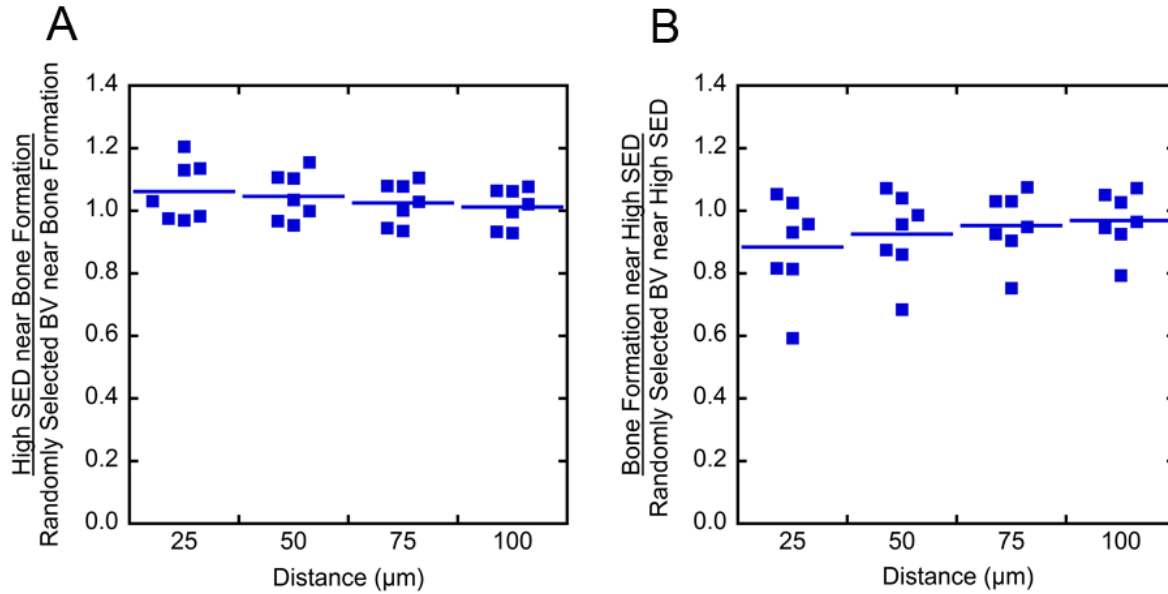 A
High SED near Bone Formation
Randomly Selected BV near Bone Formation
1.4
1.2
1.0
0.8
0.6
0.4
0.2
0.0
25 50 75 100
Distance (µm)
B
Bone Formation near High SED
Randomly Selected BV near High SED
1.4
1.2
1.0
0.8
0.6
0.4
0.2
0.0
25 50 75 100
Distance (µm)